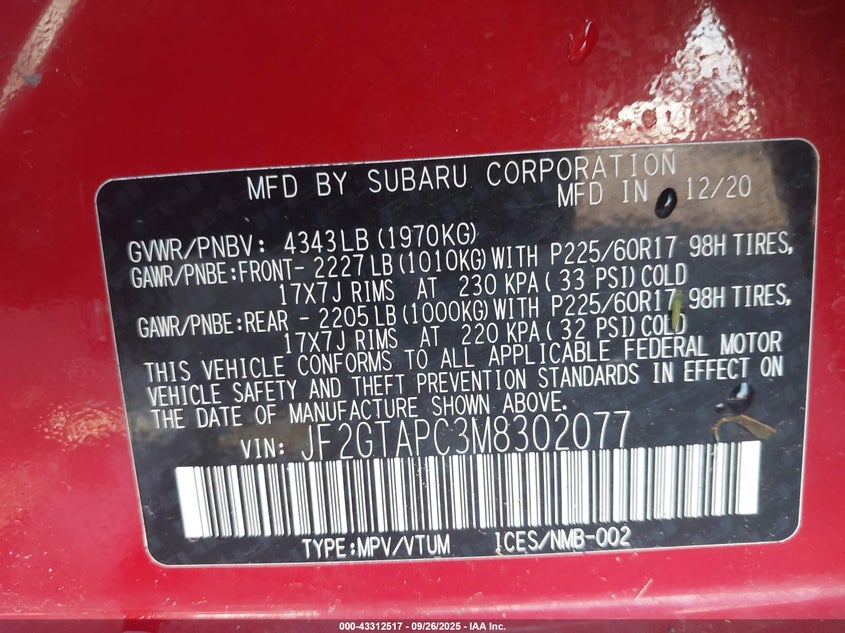 MFD BY SUBARU CORPORATION
MFD IN 12/20
GVWR/PNBV: 4343LB (1970KG)
GAWR/PNBE:FRONT- 2227LB (1010KG) WITH P225/60R17 98H TIRES,
17X7J RIMS AT 230 KPA ( 33 PSI) COLD
GAWR/PNBE:REAR - 2205LB (1000KG) WITH P225/60R17 98H TIRES,
17X7J RIMS AT 220 KPA ( 32 PSI) COLD
THIS VEHICLE CONFORMS TO ALL APPLICABLE FEDERAL MOTOR
VEHICLE SAFETY AND THEFT PREVENTION STANDARDS IN EFFECT ON
THE DATE OF MANUFACTURE SHOWN ABOVE.
VIN: JF2GTAPC3M8302077
TYPE:MPV/VTUM ICES/NMB-002
000-43312517 - 09/26/2025 - IAA Inc.